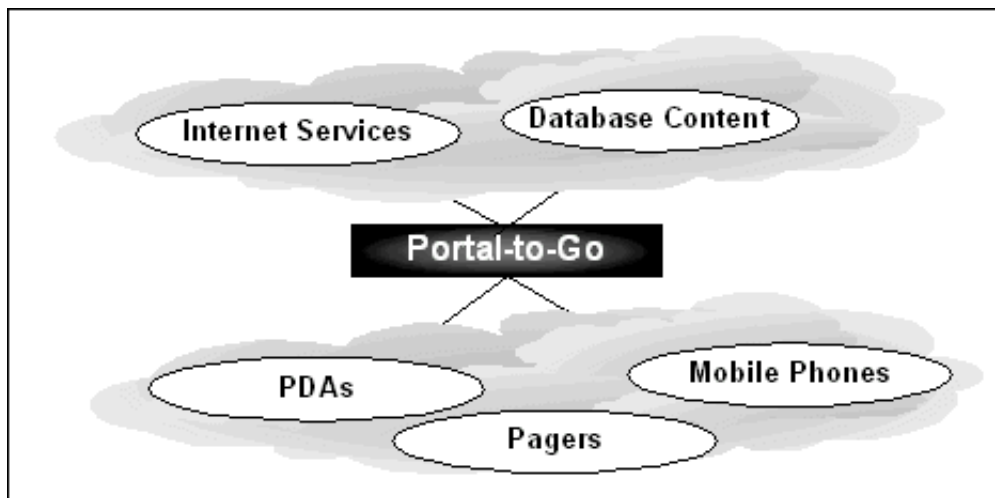 Internet Services
Database Content
Portal-to-Go
PDAs
Mobile Phones
Pagers